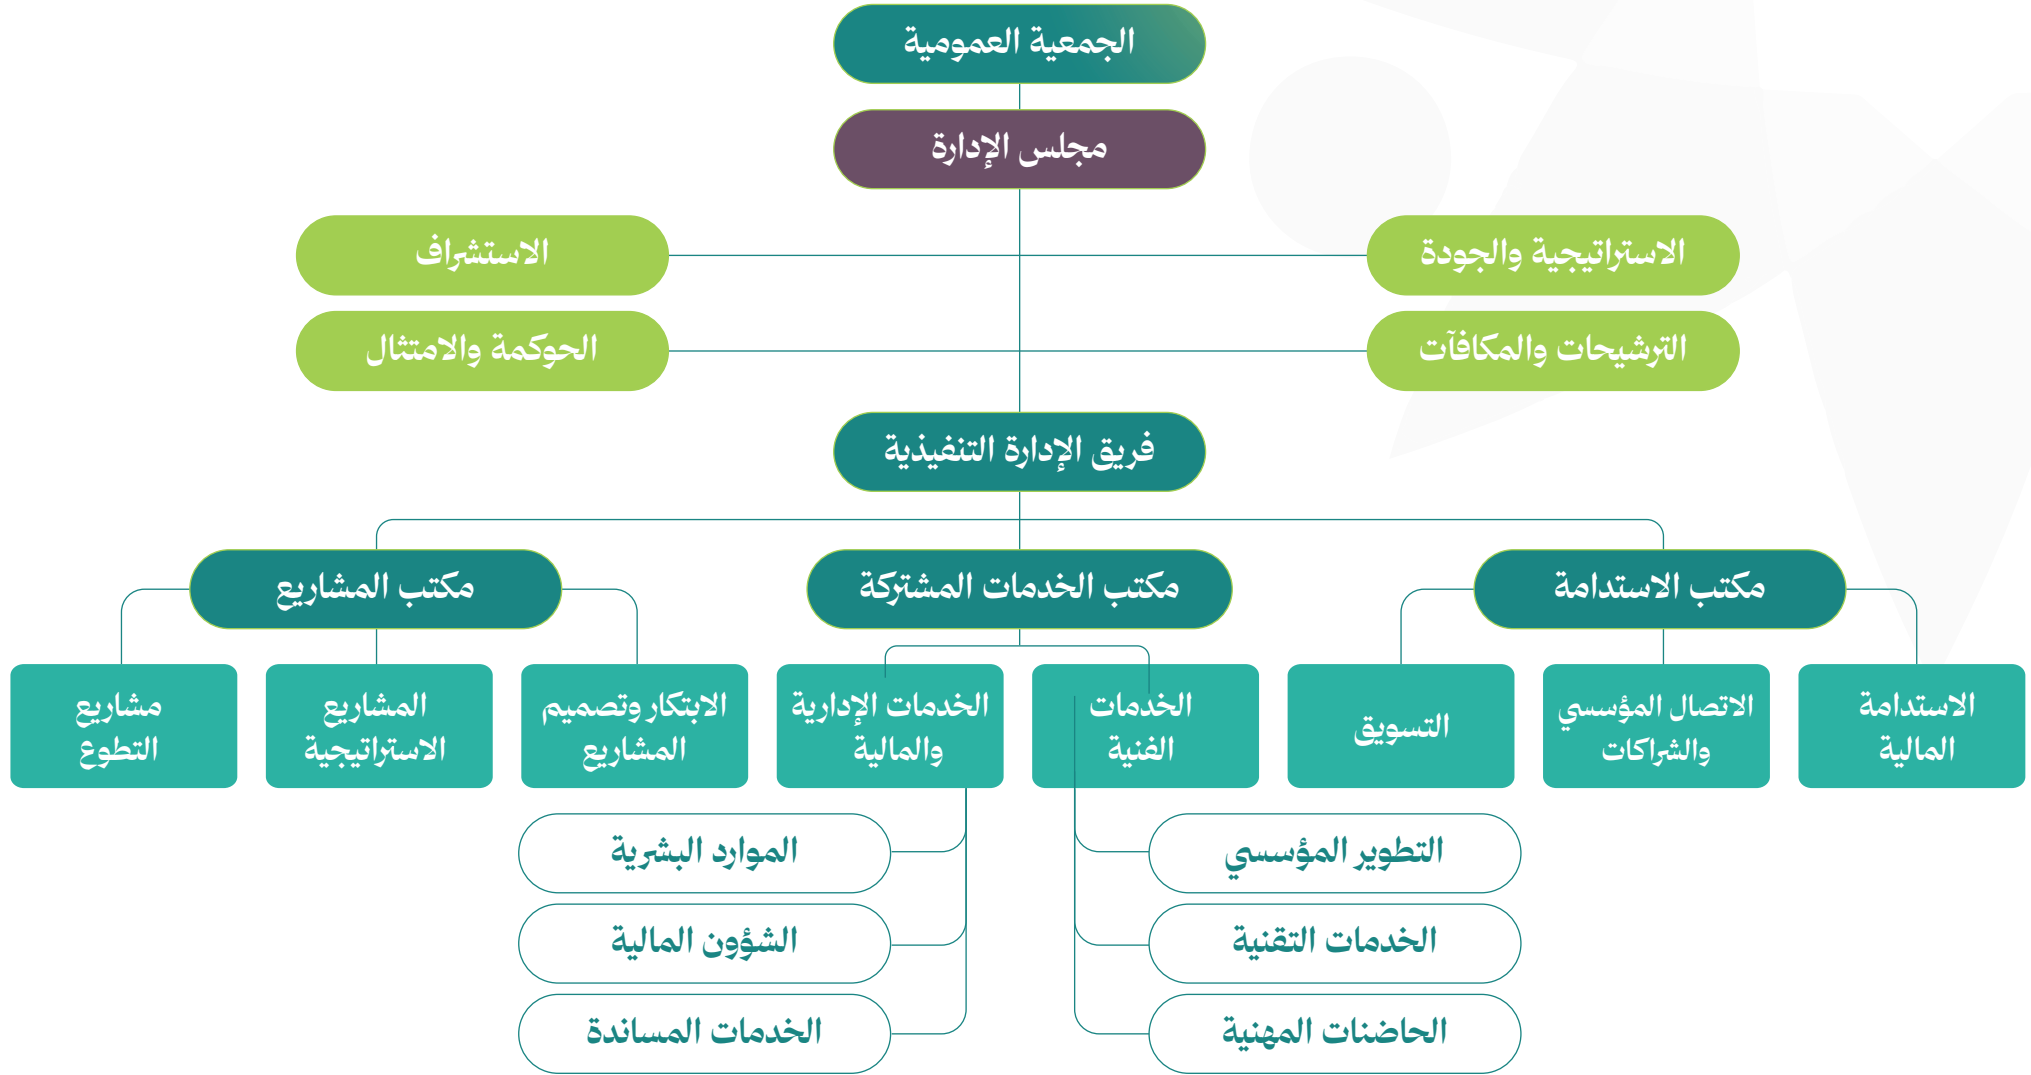 الجمعية العمومية
مجلس الإدارة
الاستراتيجية والجودة
الاستشراف
الترشيحات والمكافآت
الحوكمة والامتثال
فريق الإدارة التنفيذية
مكتب الاستدامة
مكتب الخدمات المشتركة
مكتب المشاريع
الاستدامة
المالية
الاتصال المؤسسي
والشراكات
التسويق
الخدمات
الفنية
الخدمات الإدارية
والمالية
الابتكار وتصميم
المشاريع
المشاريع
الاستراتيجية
مشاريع
التطوع
التطوير المؤسسي
الموارد البشرية
الخدمات التقنية
الشؤون المالية
الحاضنات المهنية
الخدمات المساندة